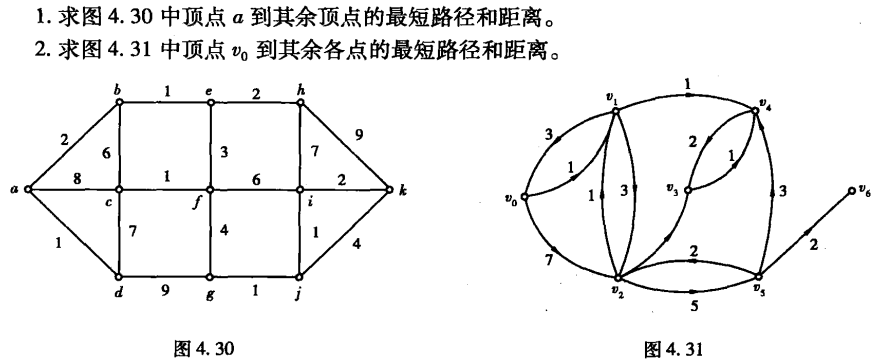 1. 求图 4.30 中顶点 a 到其余顶点的最短路径和距离。
2. 求图 4.31 中顶点 v₀ 到其余各点的最短路径和距离。
b 1 e 2 h
2 6 3 7 9
a 8 c 1 f 6 i 2 k
1 7 4 1 4
d 9 g 1 j
v₁ 1 v₄
3 1 2 1
v₀ 1 3 v₃ 3 v₆
7 2 2
v₂ 5 v₅
图 4.30 图 4.31